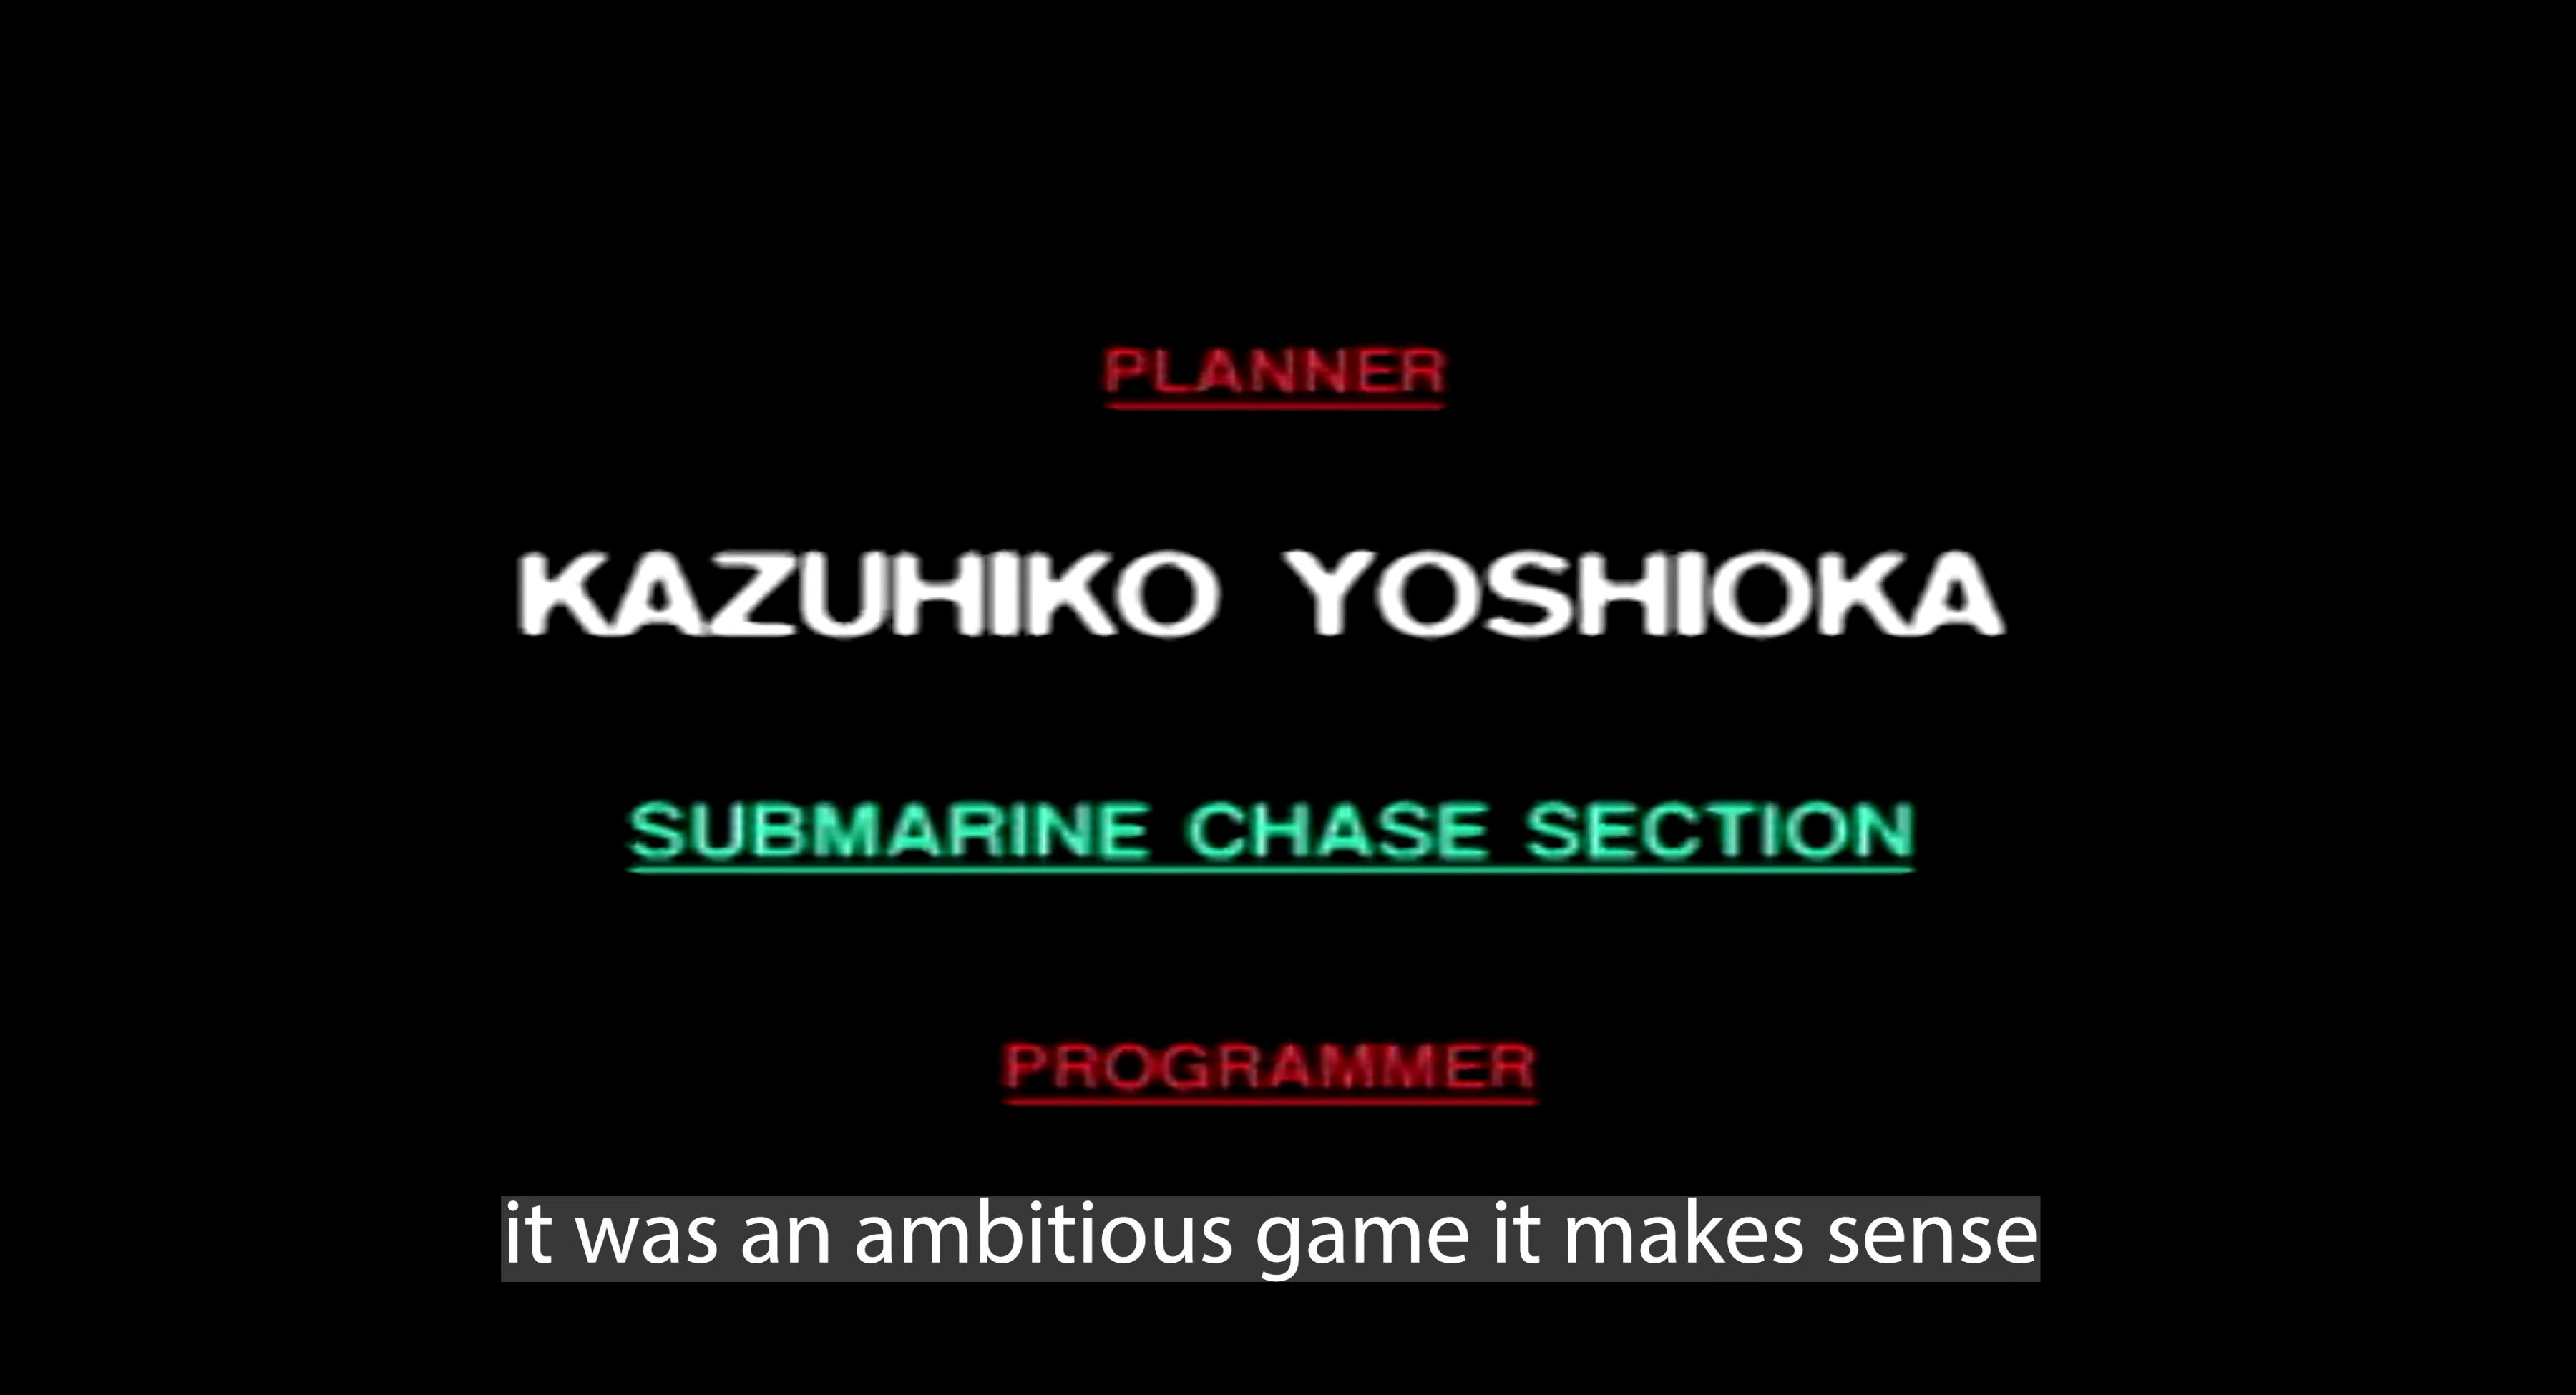 PLANNER
KAZUHIKO YOSHIOKA
SUBMARINE CHASE SECTION
PROGRAMMER
it was an ambitious game it makes sense